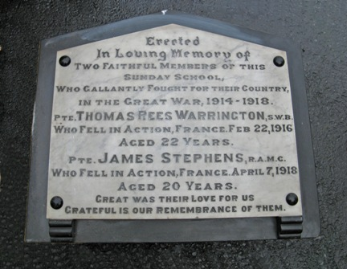 Erected
In Loving Memory of
Two Faithful Members of this
Sunday School,
Who Gallantly Fought for their Country,
in the Great War, 1914-1918.
Pte. Thomas Rees Warrington, S.W.B.
Who Fell in Action, France. Feb 22, 1916
Aged 22 Years.
Pte. James Stephens, R.A.M.C.
Who Fell in Action, France. April 7, 1918
Aged 20 Years.
Great was their Love for us
Grateful is our Remembrance of them.